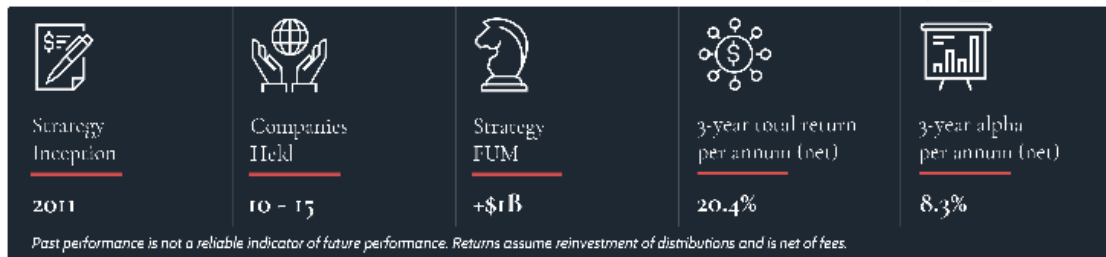 Strategy
Inception
2011
Companies
Held
10 - 15
Strategy
FUM
+$1B
3-year total return
per annum (net)
20.4%
3-year alpha
per annum (net)
8.3%
Past performance is not a reliable indicator of future performance. Returns assume reinvestment of distributions and is net of fees.